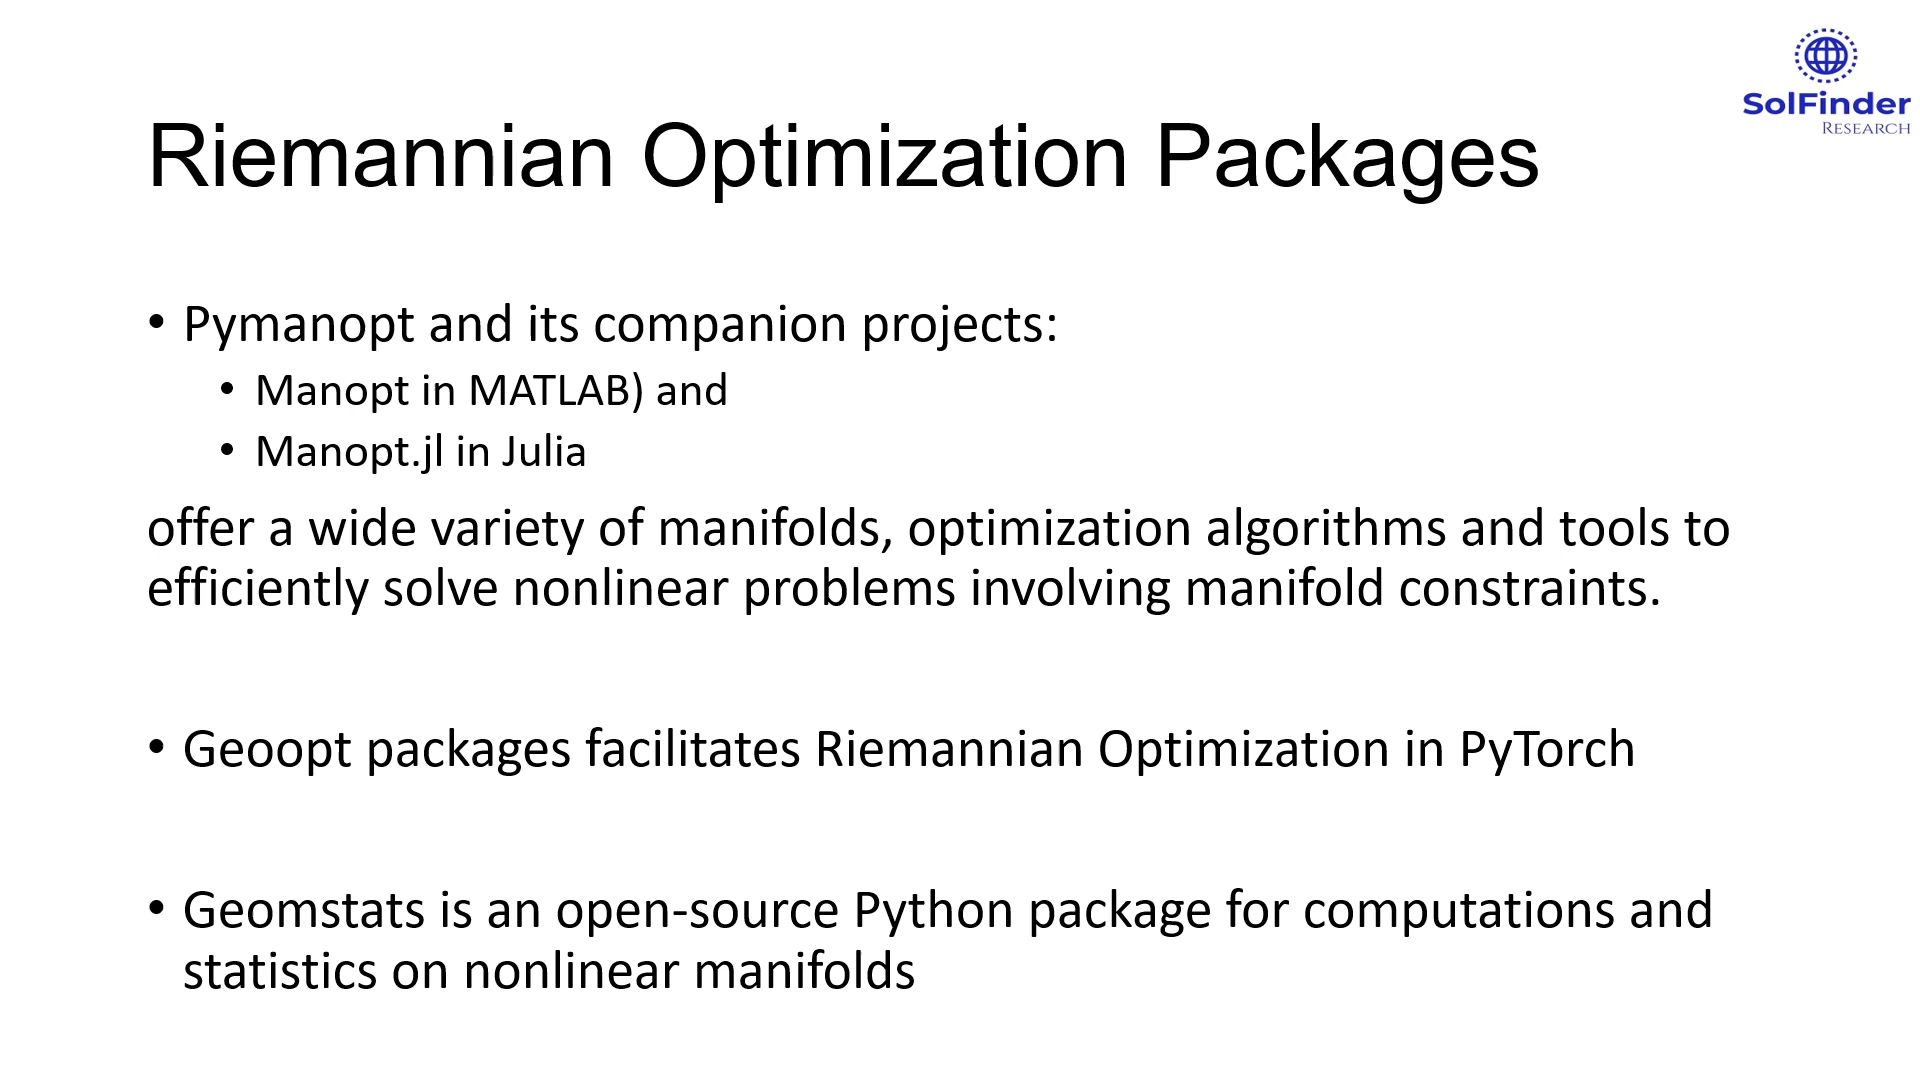 SolFinder
RESEARCH
Riemannian Optimization Packages
• Pymanopt and its companion projects:
• Manopt in MATLAB) and
• Manopt.jl in Julia
offer a wide variety of manifolds, optimization algorithms and tools to
efficiently solve nonlinear problems involving manifold constraints.
• Geoopt packages facilitates Riemannian Optimization in PyTorch
• Geomstats is an open-source Python package for computations and
statistics on nonlinear manifolds